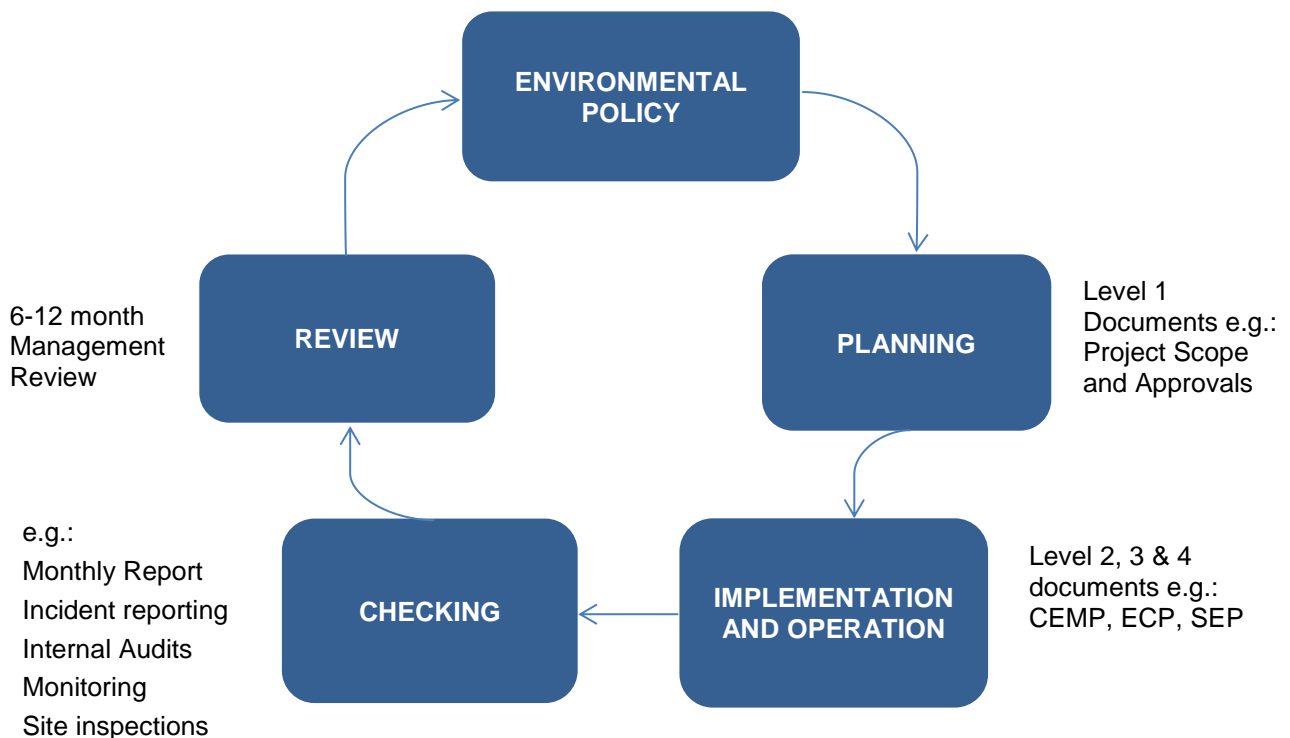 ENVIRONMENTAL
POLICY
PLANNING
Level 1
Documents e.g.:
Project Scope
and Approvals
IMPLEMENTATION
AND OPERATION
Level 2, 3 & 4
documents e.g.:
CEMP, ECP, SEP
CHECKING
e.g.:
Monthly Report
Incident reporting
Internal Audits
Monitoring
Site inspections
REVIEW
6-12 month
Management
Review